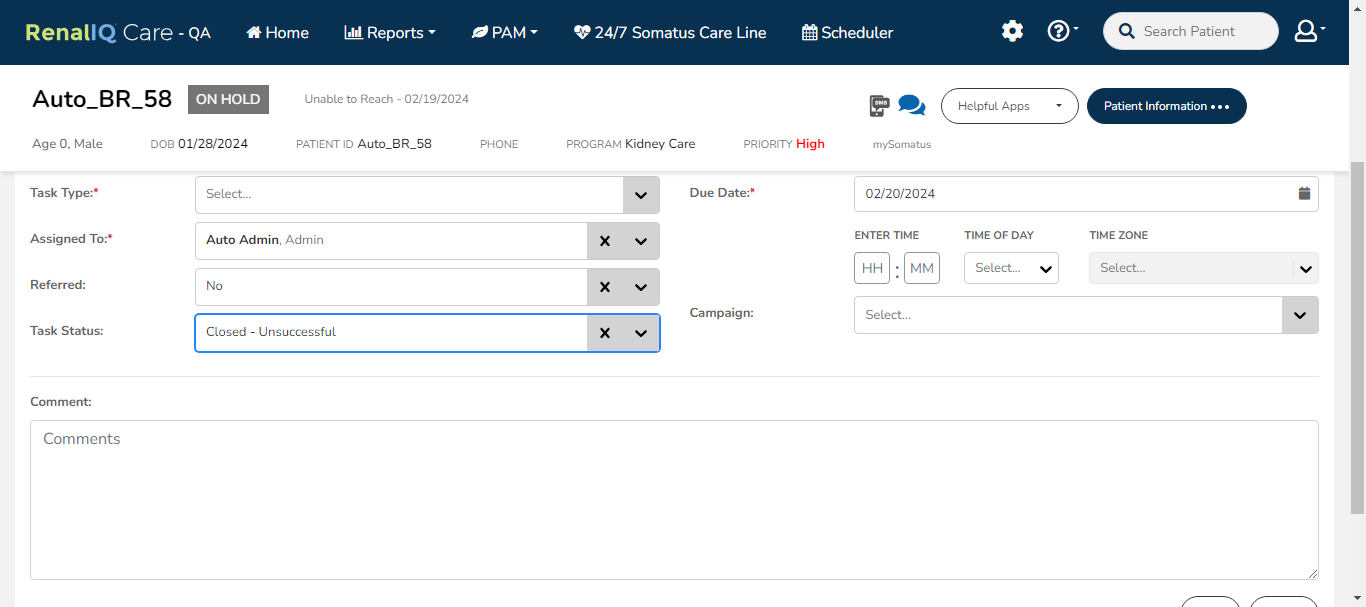 RenalIQ Care - QA Home Reports PAM 24/7 Somatus Care Line Scheduler Search Patient
Auto_BR_58 ON HOLD Unable to Reach - 02/19/2024 SMS Helpful Apps Patient Information •••
Age 0, Male DOB 01/28/2024 PATIENT ID Auto_BR_58 PHONE PROGRAM Kidney Care PRIORITY High mySomatus
Task Type:* Select... Due Date:* 02/20/2024
Assigned To:* Auto Admin, Admin
ENTER TIME TIME OF DAY TIME ZONE
HH : MM Select... Select...
Referred: No
Campaign: Select...
Task Status: Closed - Unsuccessful
Comment:
Comments